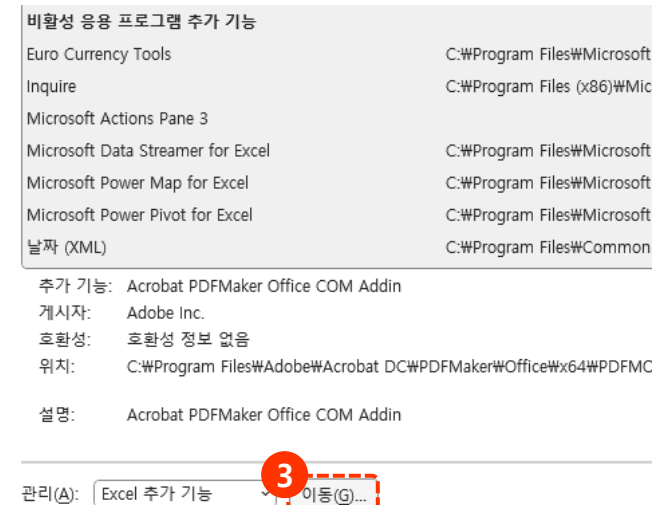 비활성 응용 프로그램 추가 기능
Euro Currency Tools C:₩Program Files₩Microsoft
Inquire C:₩Program Files (x86)₩Mic
Microsoft Actions Pane 3
Microsoft Data Streamer for Excel C:₩Program Files₩Microsoft
Microsoft Power Map for Excel C:₩Program Files₩Microsoft
Microsoft Power Pivot for Excel C:₩Program Files₩Microsoft
날짜 (XML) C:₩Program Files₩Common
추가 기능: Acrobat PDFMaker Office COM Addin
게시자: Adobe Inc.
호환성: 호환성 정보 없음
위치: C:₩Program Files₩Adobe₩Acrobat DC₩PDFMaker₩Office₩x64₩PDFMO
설명: Acrobat PDFMaker Office COM Addin
3
관리(A): Excel 추가 기능 이동(G)...